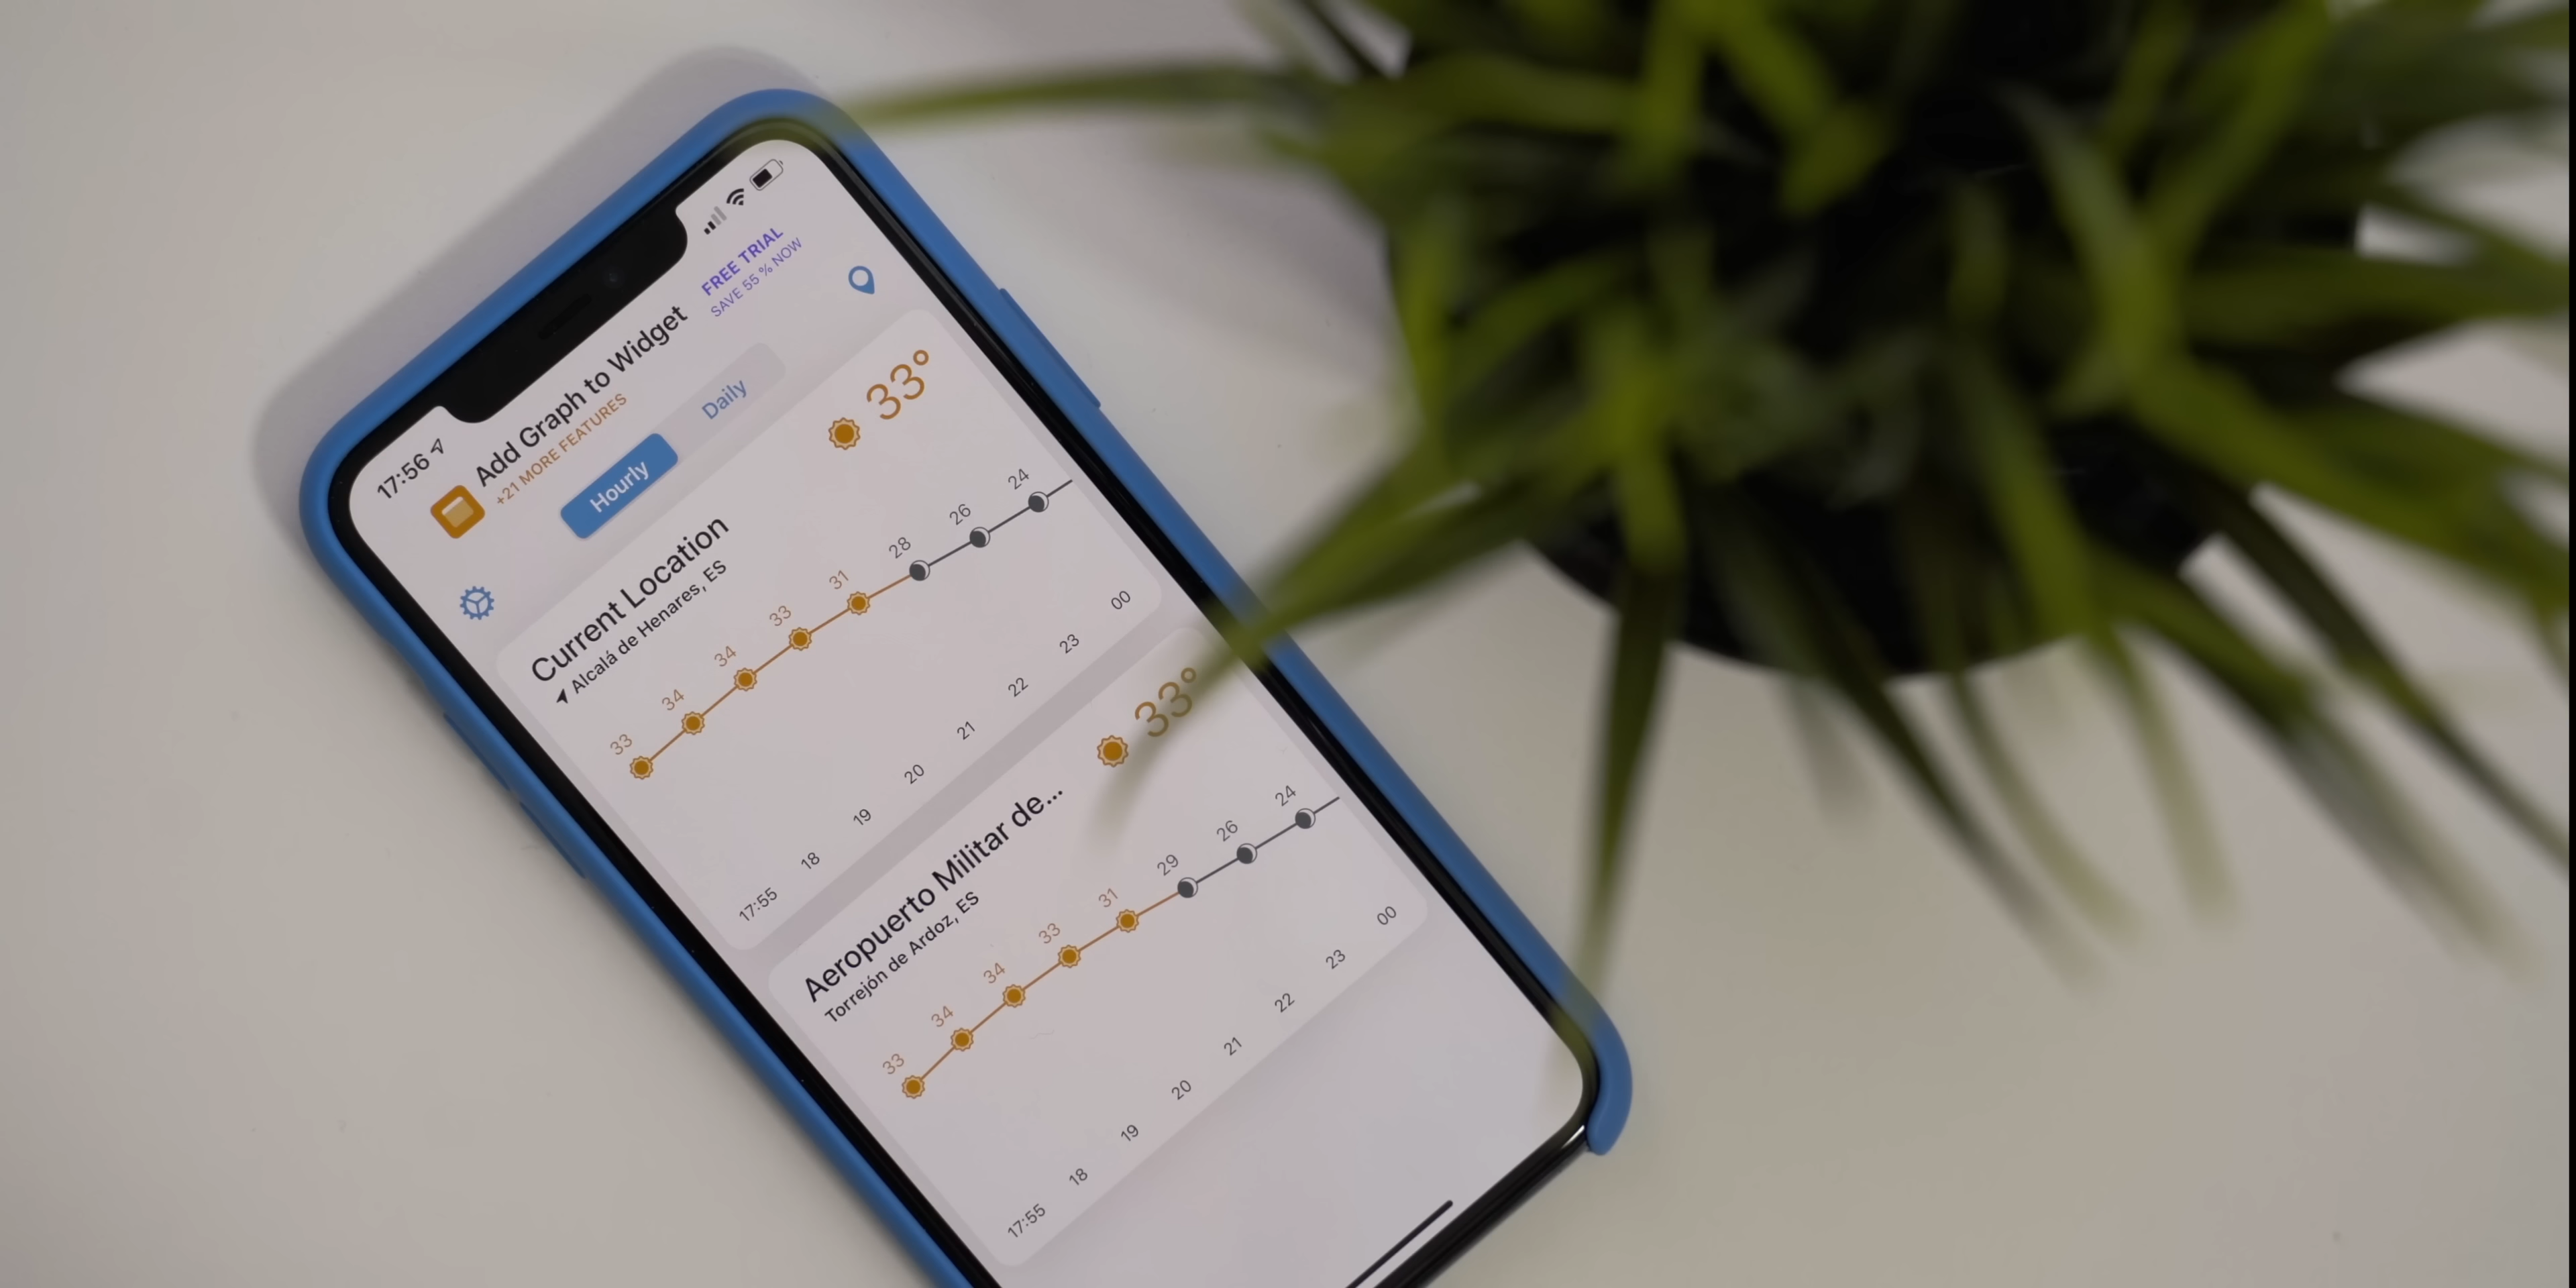 17:56
Add Graph to Widget
+21 MORE FEATURES
FREE TRIAL
SAVE 55 % NOW
Hourly
Daily
Current Location
Alcalá de Henares, ES
33°
33 34 34 33 31 28 26 24
17:55 18 19 20 21 22 23 00
Aeropuerto Militar de...
Torrejón de Ardoz, ES
33°
33 34 34 33 31 29 26 24
17:55 18 19 20 21 22 23 00